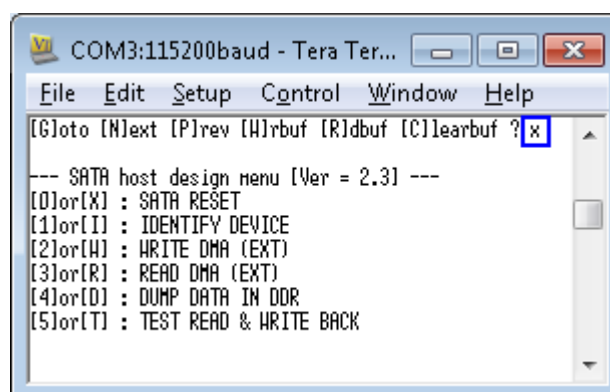 COM3:115200baud - Tera Ter...
File Edit Setup Control Window Help
[G]oto [N]ext [P]rev [W]rbuf [R]dbuf [C]learbuf ? x
--- SATA host design menu [Ver = 2.3] ---
[0]or[X] : SATA RESET
[1]or[I] : IDENTIFY DEVICE
[2]or[W] : WRITE DMA (EXT)
[3]or[R] : READ DMA (EXT)
[4]or[D] : DUMP DATA IN DDR
[5]or[T] : TEST READ & WRITE BACK